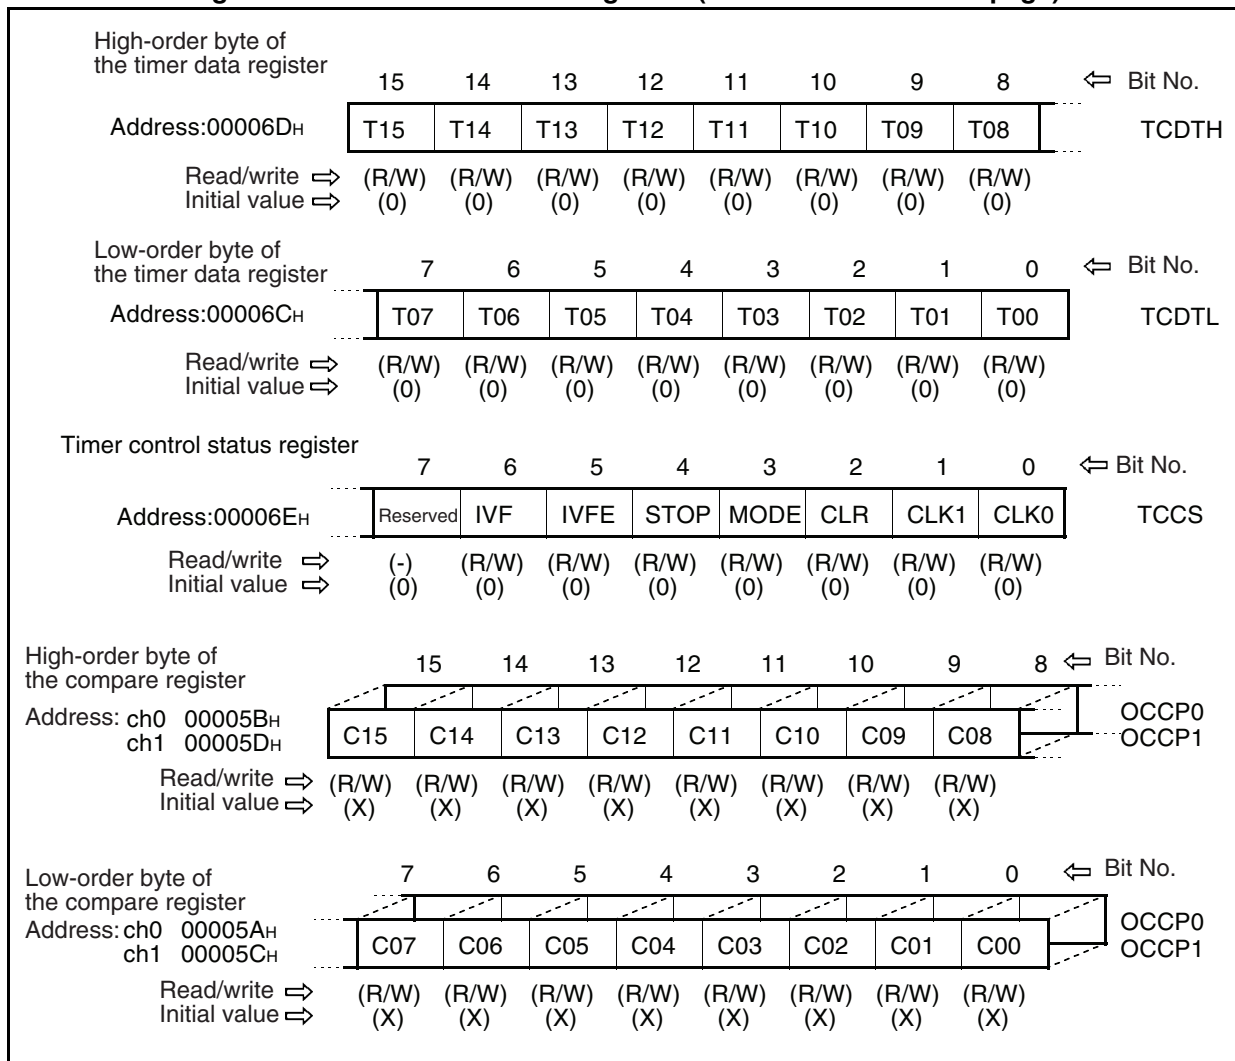 High-order byte of
the timer data register
15 14 13 12 11 10 9 8 ⇦ Bit No.
Address:00006DH T15 T14 T13 T12 T11 T10 T09 T08 TCDTH
Read/write ⇨ (R/W) (R/W) (R/W) (R/W) (R/W) (R/W) (R/W) (R/W)
Initial value ⇨ (0) (0) (0) (0) (0) (0) (0) (0)
Low-order byte of
the timer data register
7 6 5 4 3 2 1 0 ⇦ Bit No.
Address:00006CH T07 T06 T05 T04 T03 T02 T01 T00 TCDTL
Read/write ⇨ (R/W) (R/W) (R/W) (R/W) (R/W) (R/W) (R/W) (R/W)
Initial value ⇨ (0) (0) (0) (0) (0) (0) (0) (0)
Timer control status register
7 6 5 4 3 2 1 0 ⇦ Bit No.
Address:00006EH Reserved IVF IVFE STOP MODE CLR CLK1 CLK0 TCCS
Read/write ⇨ (-) (R/W) (R/W) (R/W) (R/W) (R/W) (R/W) (R/W)
Initial value ⇨ (0) (0) (0) (0) (0) (0) (0) (0)
High-order byte of
the compare register
15 14 13 12 11 10 9 8 ⇦ Bit No.
Address: ch0 00005BH OCCP0
ch1 00005DH C15 C14 C13 C12 C11 C10 C09 C08 OCCP1
Read/write ⇨ (R/W) (R/W) (R/W) (R/W) (R/W) (R/W) (R/W) (R/W)
Initial value ⇨ (X) (X) (X) (X) (X) (X) (X) (X)
Low-order byte of
the compare register
7 6 5 4 3 2 1 0 ⇦ Bit No.
Address: ch0 00005AH OCCP0
ch1 00005CH C07 C06 C05 C04 C03 C02 C01 C00 OCCP1
Read/write ⇨ (R/W) (R/W) (R/W) (R/W) (R/W) (R/W) (R/W) (R/W)
Initial value ⇨ (X) (X) (X) (X) (X) (X) (X) (X)